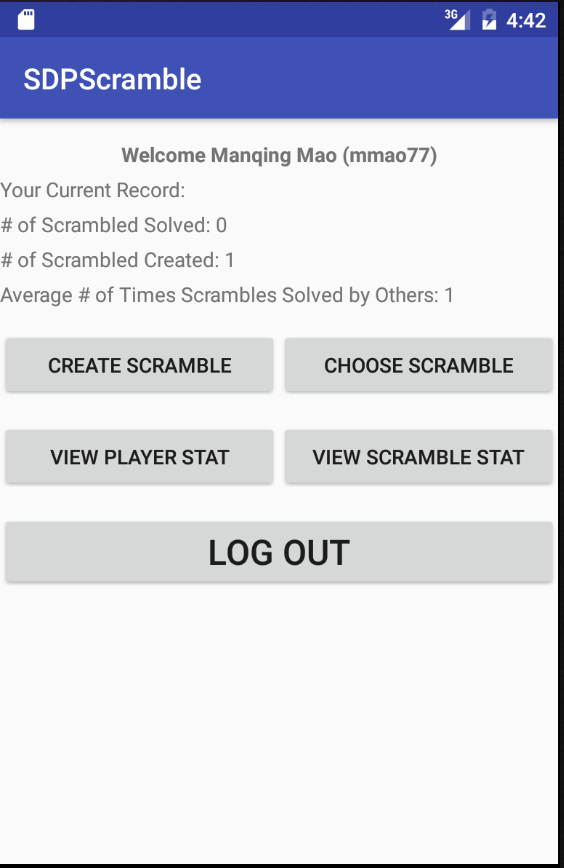 3G 4:42
SDPScramble
Welcome Manqing Mao (mmao77)
Your Current Record:
# of Scrambled Solved: 0
# of Scrambled Created: 1
Average # of Times Scrambles Solved by Others: 1
CREATE SCRAMBLE CHOOSE SCRAMBLE
VIEW PLAYER STAT VIEW SCRAMBLE STAT
LOG OUT